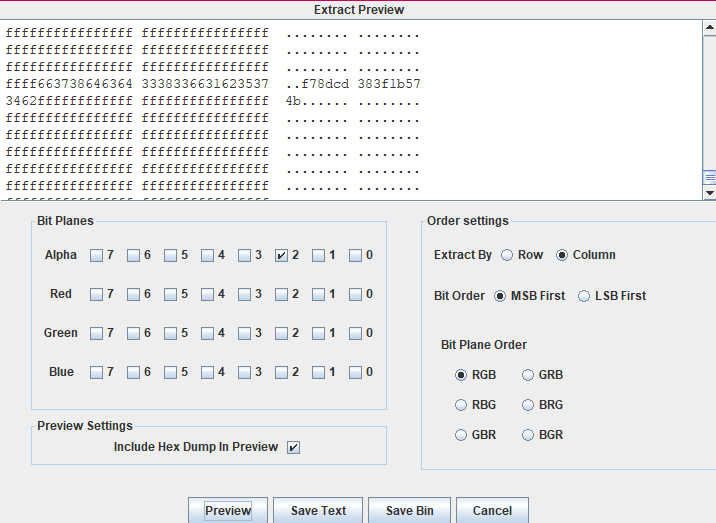 Extract Preview
ffffffffffffffff ffffffffffffffff ........ ........
ffffffffffffffff ffffffffffffffff ........ ........
ffffffffffffffff ffffffffffffffff ........ ........
ffff663738646364 3338336631623537 ..f78dcd 383f1b57
3462ffffffffffff ffffffffffffffff 4b...... ........
ffffffffffffffff ffffffffffffffff ........ ........
ffffffffffffffff ffffffffffffffff ........ ........
ffffffffffffffff ffffffffffffffff ........ ........
ffffffffffffffff ffffffffffffffff ........ ........
ffffffffffffffff ffffffffffffffff ........ ........
Bit Planes
Alpha 7 6 5 4 3 2 1 0
Red 7 6 5 4 3 2 1 0
Green 7 6 5 4 3 2 1 0
Blue 7 6 5 4 3 2 1 0
Preview Settings
Include Hex Dump In Preview
Order settings
Extract By Row Column
Bit Order MSB First LSB First
Bit Plane Order
RGB GRB
RBG BRG
GBR BGR
Preview Save Text Save Bin Cancel